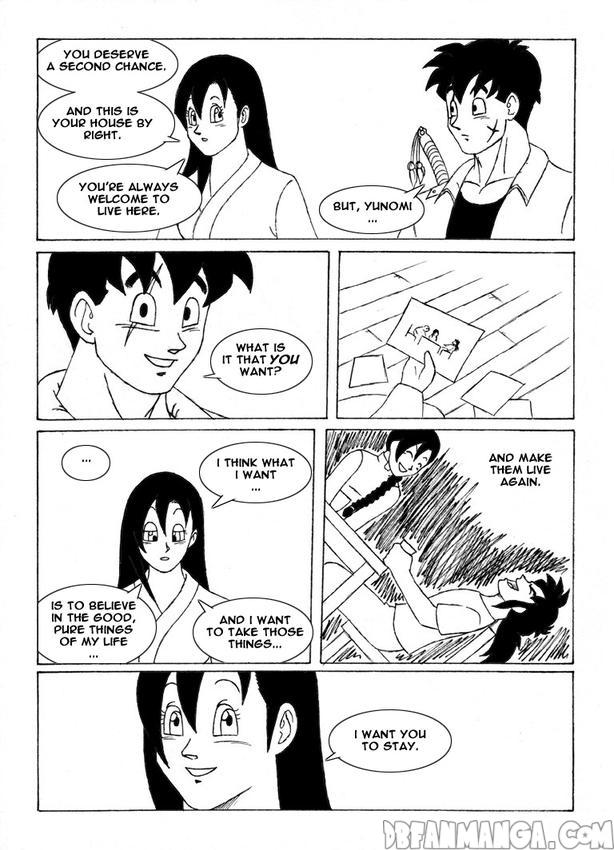 YOU DESERVE
A SECOND CHANCE.
AND THIS IS
YOUR HOUSE BY
RIGHT.
YOU'RE ALWAYS
WELCOME TO
LIVE HERE.
BUT, YUNOMI
...
WHAT IS
IT THAT YOU
WANT?
...
I THINK WHAT
I WANT
...
IS TO BELIEVE
IN THE GOOD,
PURE THINGS
OF MY LIFE
...
AND I WANT
TO TAKE THOSE
THINGS...
AND MAKE
THEM LIVE
AGAIN.
I WANT YOU
TO STAY.
DBFANMANGA.COM